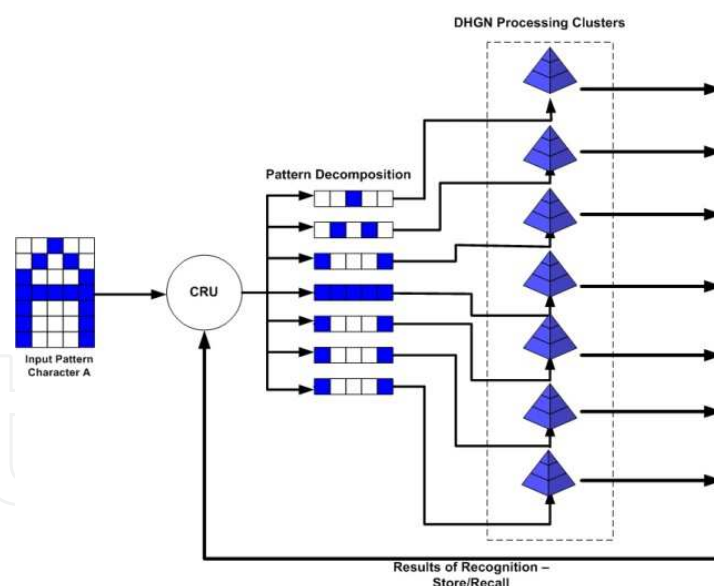 DHGN Processing Clusters
Pattern Decomposition
CRU
Input Pattern
Character A
Results of Recognition –
Store/Recall